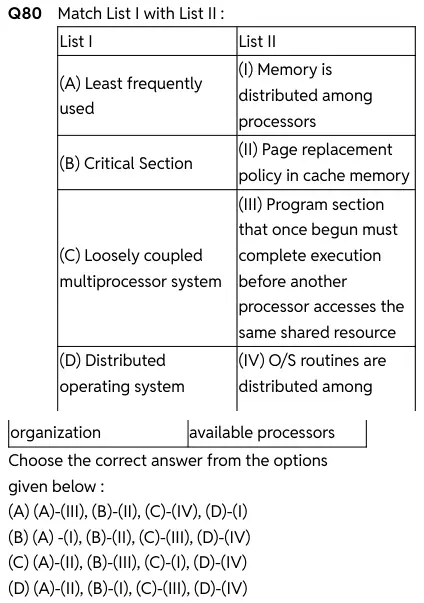 Q80 Match List I with List II :
List I List II
(A) Least frequently used (I) Memory is distributed among processors
(B) Critical Section (II) Page replacement policy in cache memory
(C) Loosely coupled multiprocessor system (III) Program section that once begun must complete execution before another processor accesses the same shared resource
(D) Distributed operating system (IV) O/S routines are distributed among
organization available processors
Choose the correct answer from the options
given below :
(A) (A)-(III), (B)-(II), (C)-(IV), (D)-(I)
(B) (A) -(I), (B)-(II), (C)-(III), (D)-(IV)
(C) (A)-(II), (B)-(III), (C)-(I), (D)-(IV)
(D) (A)-(II), (B)-(I), (C)-(III), (D)-(IV)